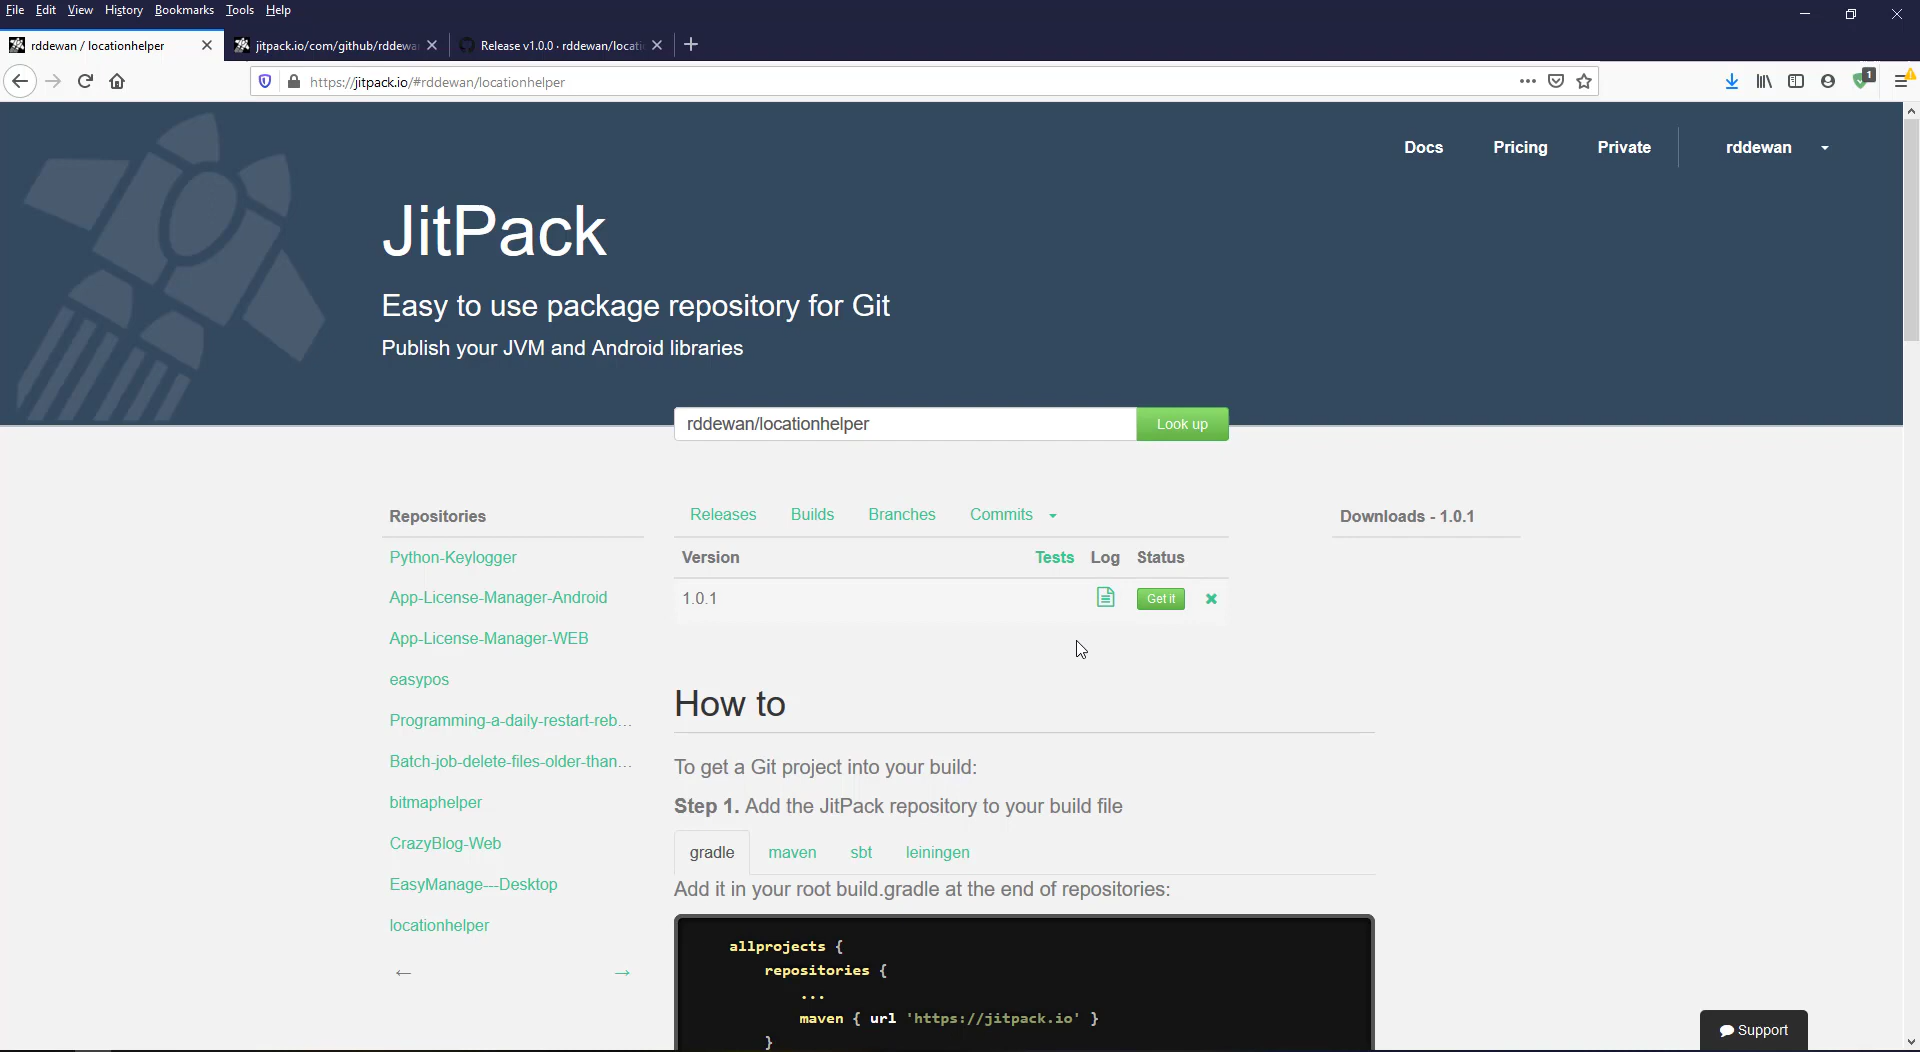 File Edit View History Bookmarks Tools Help
rddewan / locationhelper
jitpack.io/com/github/rddewa
Release v1.0.0 · rddewan/locati
https://jitpack.io/#rddewan/locationhelper
1
Docs Pricing Private rddewan
JitPack
Easy to use package repository for Git
Publish your JVM and Android libraries
rddewan/locationhelper Look up
Repositories
Python-Keylogger
App-License-Manager-Android
App-License-Manager-WEB
easypos
Programming-a-daily-restart-reb...
Batch-job-delete-files-older-than...
bitmaphelper
CrazyBlog-Web
EasyManage---Desktop
locationhelper
← →
Releases Builds Branches Commits
Version Tests Log Status
1.0.1 Get it
Downloads - 1.0.1
How to
To get a Git project into your build:
Step 1. Add the JitPack repository to your build file
gradle maven sbt leiningen
Add it in your root build.gradle at the end of repositories:
allprojects {
repositories {
...
maven { url 'https://jitpack.io' }
}
Support